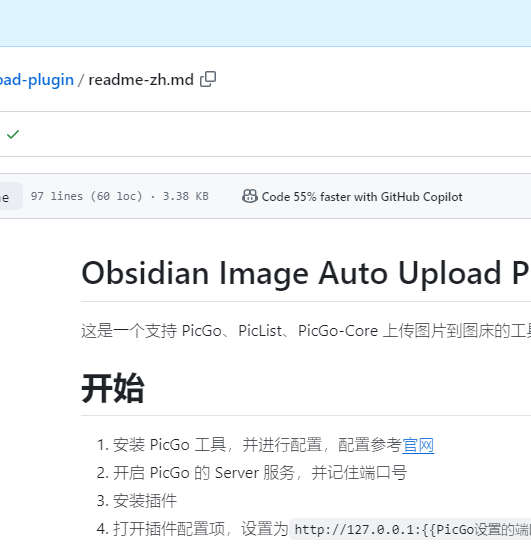 oad-plugin / readme-zh.md
97 lines (60 loc) · 3.38 KB
Code 55% faster with GitHub Copilot
Obsidian Image Auto Upload P
这是一个支持 PicGo、PicList、PicGo-Core 上传图片到图床的工具
开始
1. 安装 PicGo 工具，并进行配置，配置参考官网
2. 开启 PicGo 的 Server 服务，并记住端口号
3. 安装插件
4. 打开插件配置项，设置为 http://127.0.0.1:{{PicGo设置的端